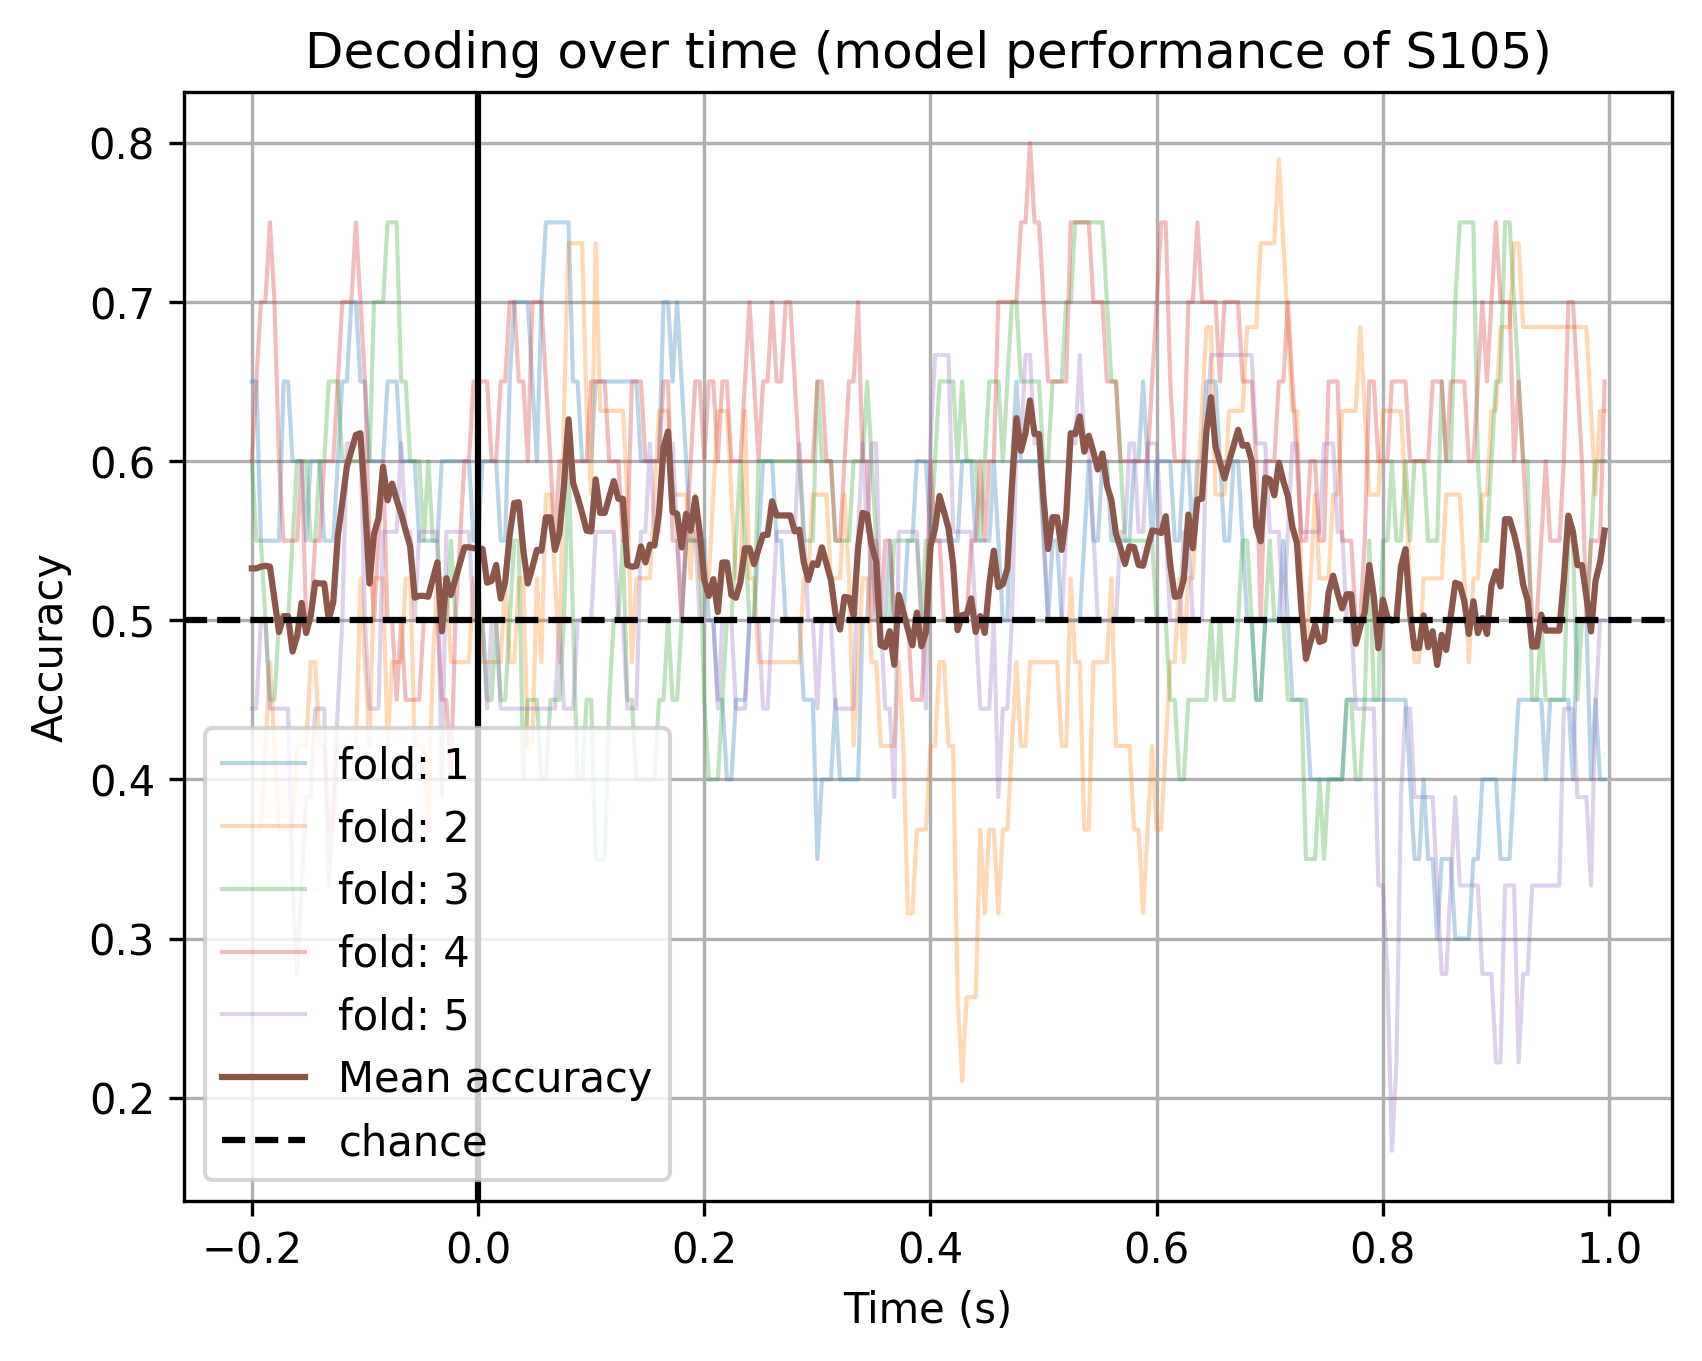 Decoding over time (model performance of S105)
Accuracy
0.8
0.7
0.6
0.5
0.4
0.3
0.2
fold: 1
fold: 2
fold: 3
fold: 4
fold: 5
Mean accuracy
chance
−0.2 0.0 0.2 0.4 0.6 0.8 1.0
Time (s)